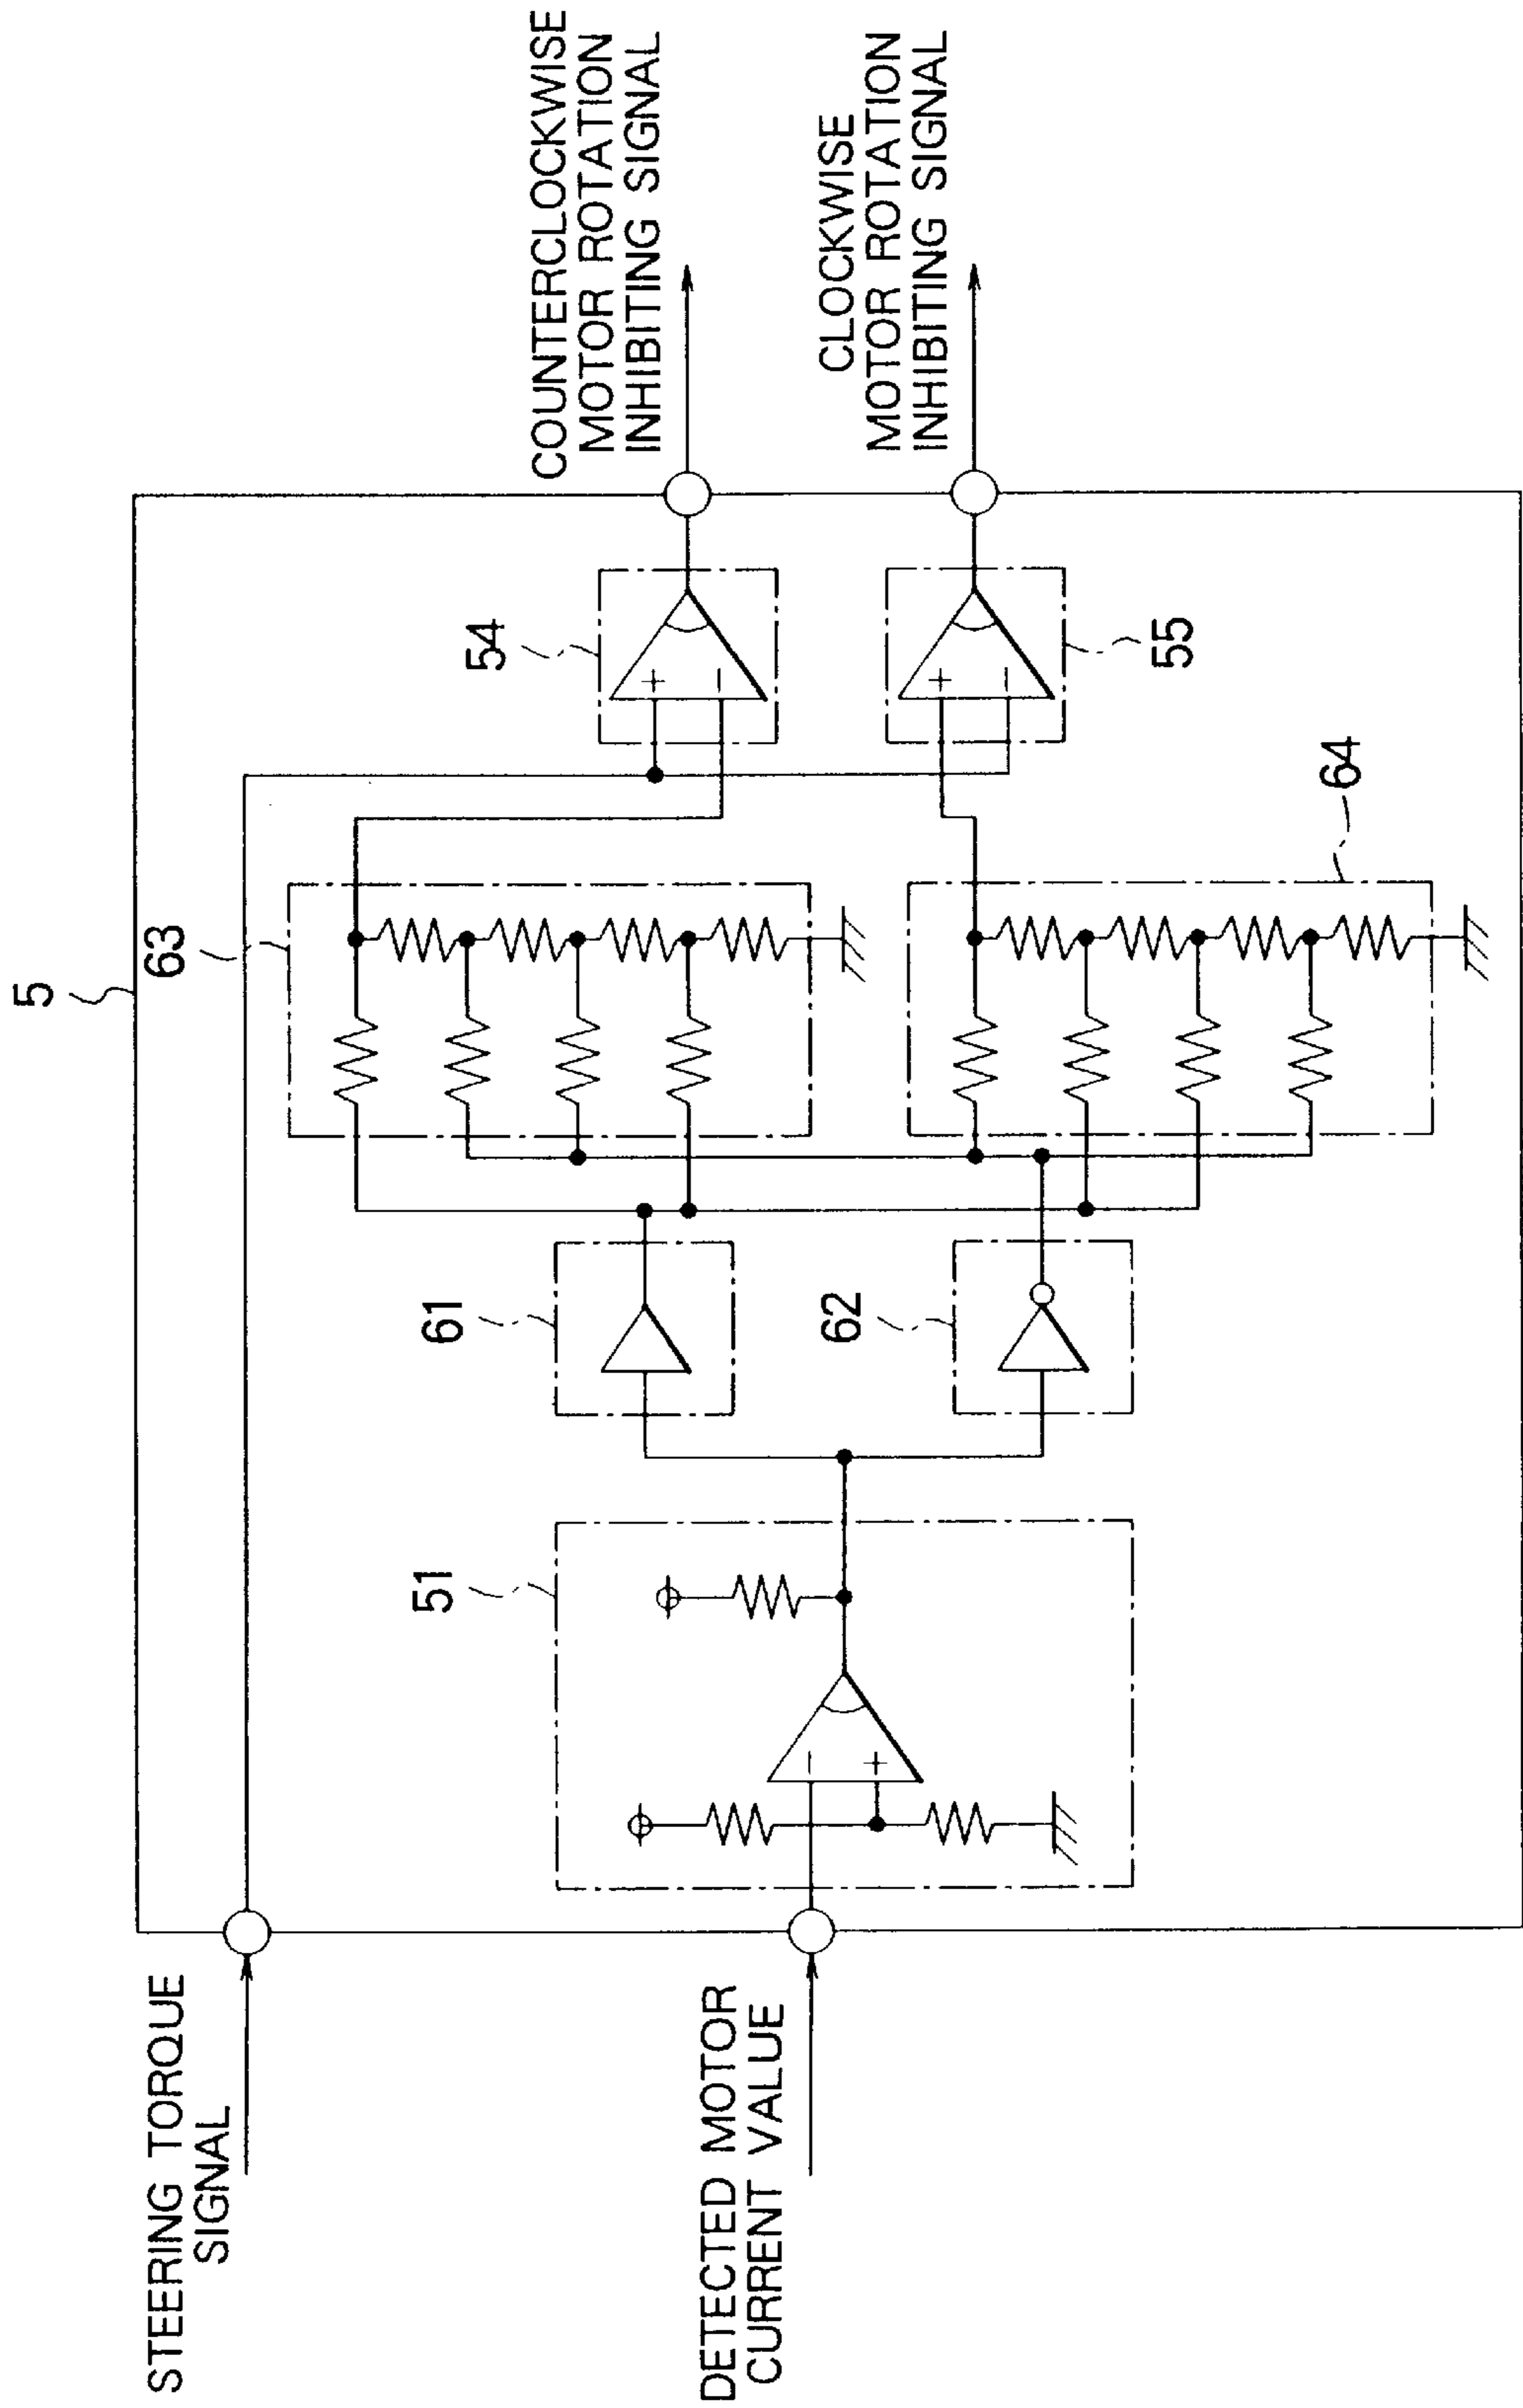 5
STEERING TORQUE
SIGNAL
63
COUNTERCLOCKWISE
MOTOR ROTATION
INHIBITING SIGNAL
51
61
54
+
−
DETECTED MOTOR
CURRENT VALUE
−
+
62
CLOCKWISE
MOTOR ROTATION
INHIBITING SIGNAL
+
−
55
64